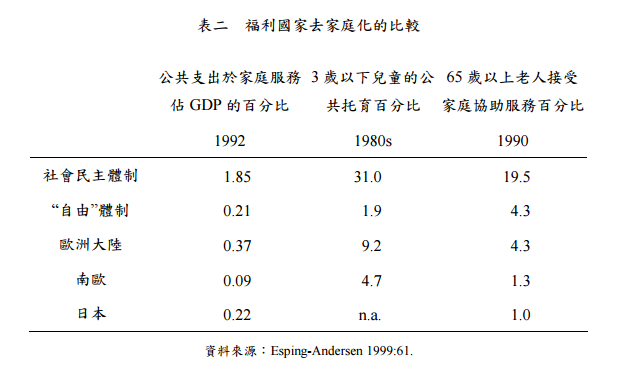 表二　福利國家去家庭化的比較
公共支出於家庭服務 3 歲以下兒童的公 65 歲以上老人接受
佔 GDP 的百分比 共托育百分比 家庭協助服務百分比
1992 1980s 1990
社會民主體制 1.85 31.0 19.5
“自由”體制 0.21 1.9 4.3
歐洲大陸 0.37 9.2 4.3
南歐 0.09 4.7 1.3
日本 0.22 n.a. 1.0
資料來源：Esping-Andersen 1999:61.